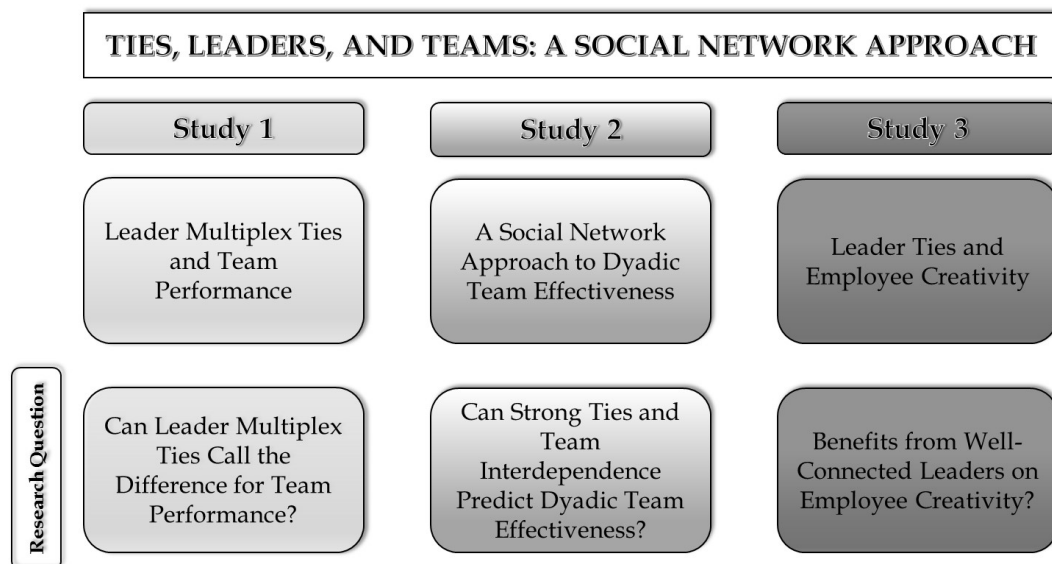 TIES, LEADERS, AND TEAMS: A SOCIAL NETWORK APPROACH
Study 1
Study 2
Study 3
Leader Multiplex Ties
and Team
Performance
A Social Network
Approach to Dyadic
Team Effectiveness
Leader Ties and
Employee Creativity
Research Question
Can Leader Multiplex
Ties Call the
Difference for Team
Performance?
Can Strong Ties and
Team
Interdependence
Predict Dyadic Team
Effectiveness?
Benefits from Well-
Connected Leaders on
Employee Creativity?